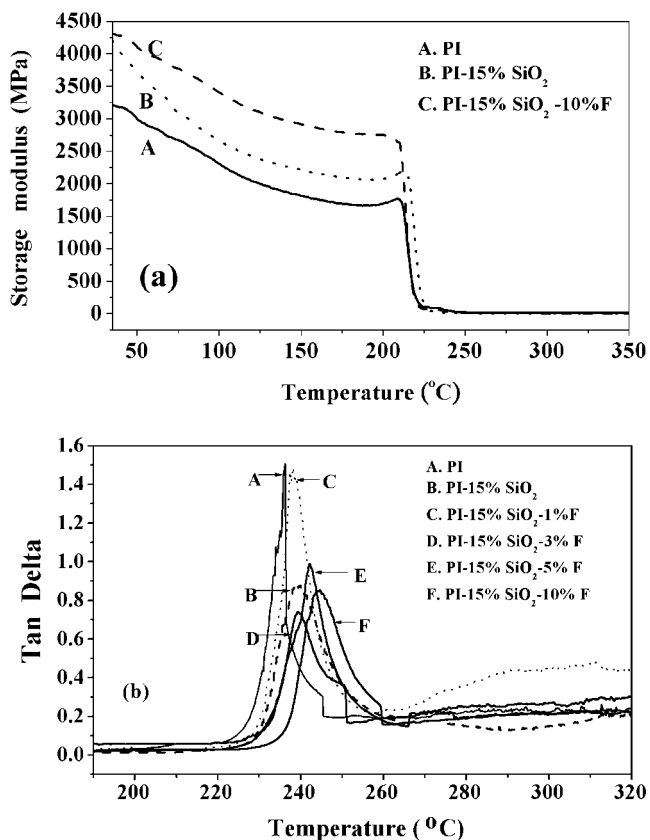 4500
4000
3500
3000
2500
2000
1500
1000
500
0
Storage modulus (MPa)
C
B
A
A. PI
B. PI-15% SiO₂
C. PI-15% SiO₂ -10%F
(a)
50 100 150 200 250 300 350
Temperature (°C)
1.6
1.4
1.2
1.0
0.8
0.6
0.4
0.2
0.0
Tan Delta
A
C
B
E
D
F
A. PI
B. PI-15% SiO₂
C. PI-15% SiO₂-1%F
D. PI-15% SiO₂-3% F
E. PI-15% SiO₂-5% F
F. PI-15% SiO₂-10% F
(b)
200 220 240 260 280 300 320
Temperature (°C)